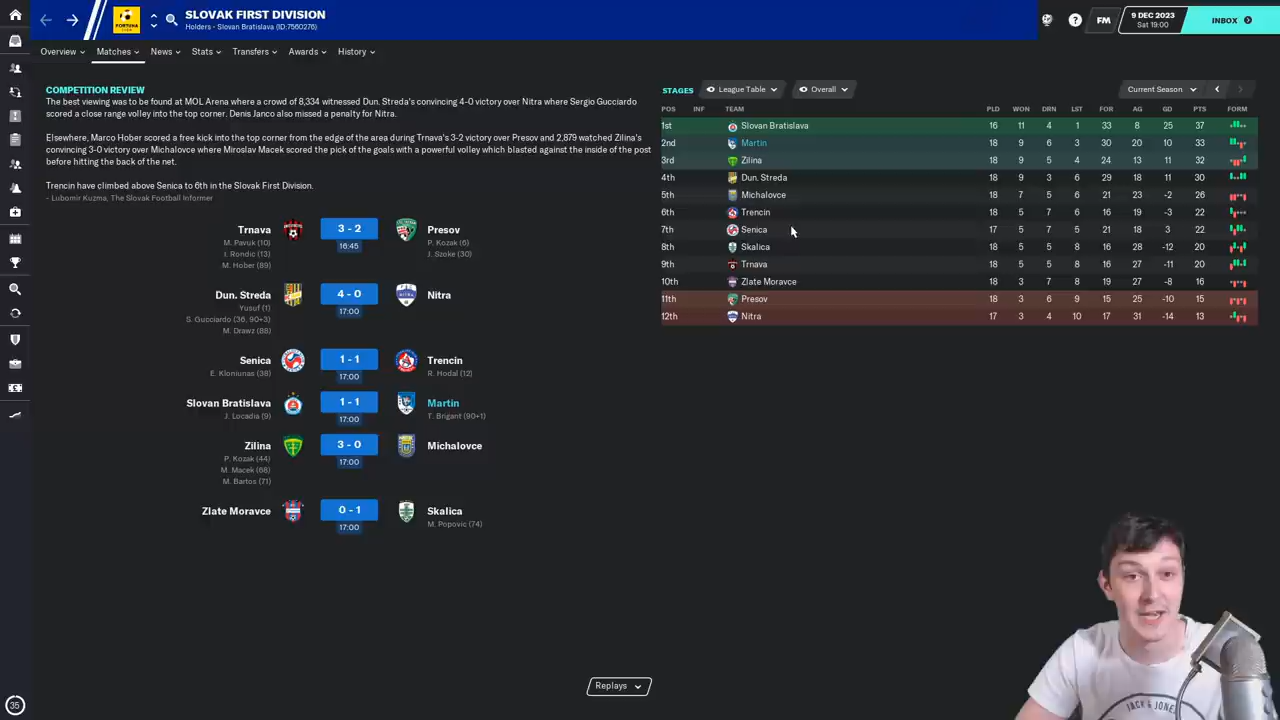 SLOVAK FIRST DIVISION
Holders - Slovan Bratislava (ID:7560276)
FM
9 DEC 2023
Sat 19:00
INBOX
Overview
Matches
News
Stats
Transfers
Awards
History
COMPETITION REVIEW
The best viewing was to be found at MOL Arena where a crowd of 8,334 witnessed Dun. Streda's convincing 4-0 victory over Nitra where Sergio Gucciardo
scored a close range volley into the top corner. Denis Janco also missed a penalty for Nitra.
Elsewhere, Marco Hober scored a free kick into the top corner from the edge of the area during Trnava's 3-2 victory over Presov and 2,879 watched Zilina's
convincing 3-0 victory over Michalovce where Miroslav Macek scored the pick of the goals with a powerful volley which blasted against the inside of the post
before hitting the back of the net.
Trencin have climbed above Senica to 6th in the Slovak First Division.
- Lubomir Kuzma, The Slovak Football Informer
Trnava 3 - 2 Presov
M. Pavuk (10) 16:45 P. Kozak (6)
I. Rondic (13) J. Szoke (30)
M. Hober (89)
Dun. Streda 4 - 0 Nitra
Yusuf (1) 17:00
S. Gucciardo (36, 90+3)
M. Drawz (88)
Senica 1 - 1 Trencin
E. Kloniunas (38) 17:00 R. Hodal (12)
Slovan Bratislava 1 - 1 Martin
J. Locadia (9) 17:00 T. Brigant (90+1)
Zilina 3 - 0 Michalovce
P. Kozak (44) 17:00
M. Macek (68)
M. Bartos (71)
Zlate Moravce 0 - 1 Skalica
17:00 M. Popovic (74)
Replays
STAGES League Table Overall Current Season
POS INF TEAM PLD WON DRN LST FOR AG GD PTS FORM
1st Slovan Bratislava 16 11 4 1 33 8 25 37
2nd Martin 18 9 6 3 30 20 10 33
3rd Zilina 18 9 5 4 24 13 11 32
4th Dun. Streda 18 9 3 6 29 18 11 30
5th Michalovce 18 7 5 6 21 23 -2 26
6th Trencin 18 5 7 6 16 19 -3 22
7th Senica 18 5 7 5 21 18 3 22
8th Skalica 18 5 5 8 16 28 -12 20
9th Trnava 18 5 5 8 16 27 -11 20
10th Zlate Moravce 18 3 7 8 19 27 -8 16
11th Presov 18 3 6 9 15 25 -10 15
12th Nitra 17 3 4 10 17 31 -14 13
35
JACK & JONES